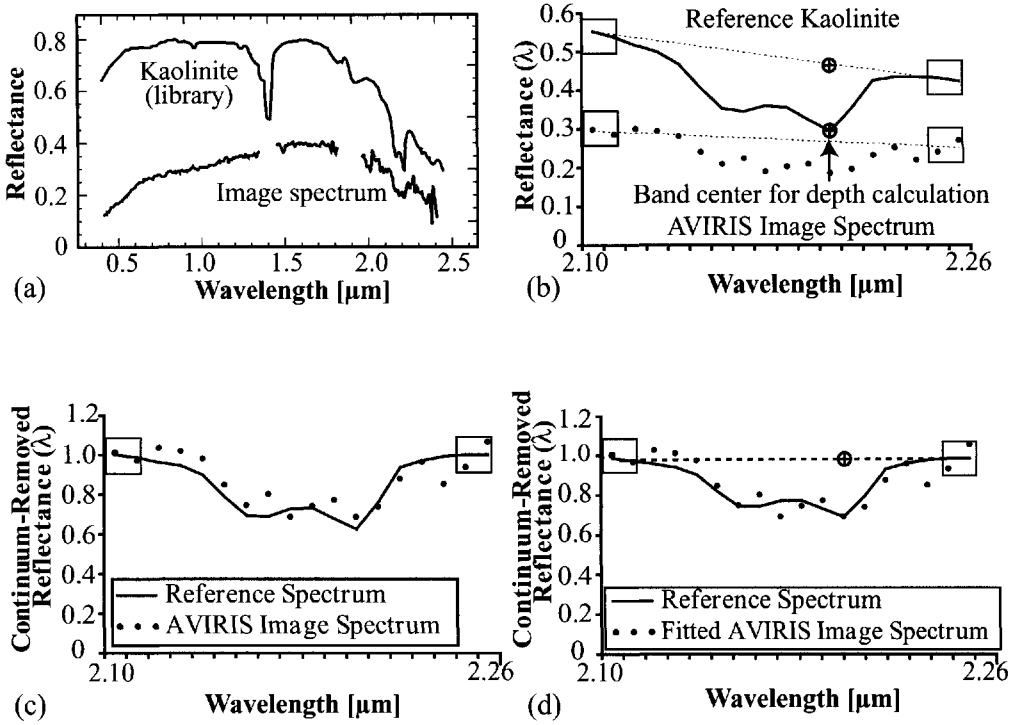 0.8
0.6
0.4
0.2
0
Reflectance
Kaolinite
(library)
Image spectrum
0.5
1.0
1.5
2.0
2.5
Wavelength [µm]
(a)
0.6
0.5
0.4
0.3
0.2
0.6
0
Reflectance (λ)
Reference Kaolinite
Band center for depth calculation
AVIRIS Image Spectrum
2.10
2.26
Wavelength [µm]
(b)
1.2
1.0
0.8
0.6
0.4
0.2
0
Continuum-Removed
Reflectance (λ)
Reference Spectrum
AVIRIS Image Spectrum
2.10
2.26
Wavelength [µm]
(c)
1.2
1.0
0.8
0.6
0.4
0.2
0
Continuum-Removed
Reflectance (λ)
Reference Spectrum
Fitted AVIRIS Image Spectrum
2.10
2.26
Wavelength [µm]
(d)